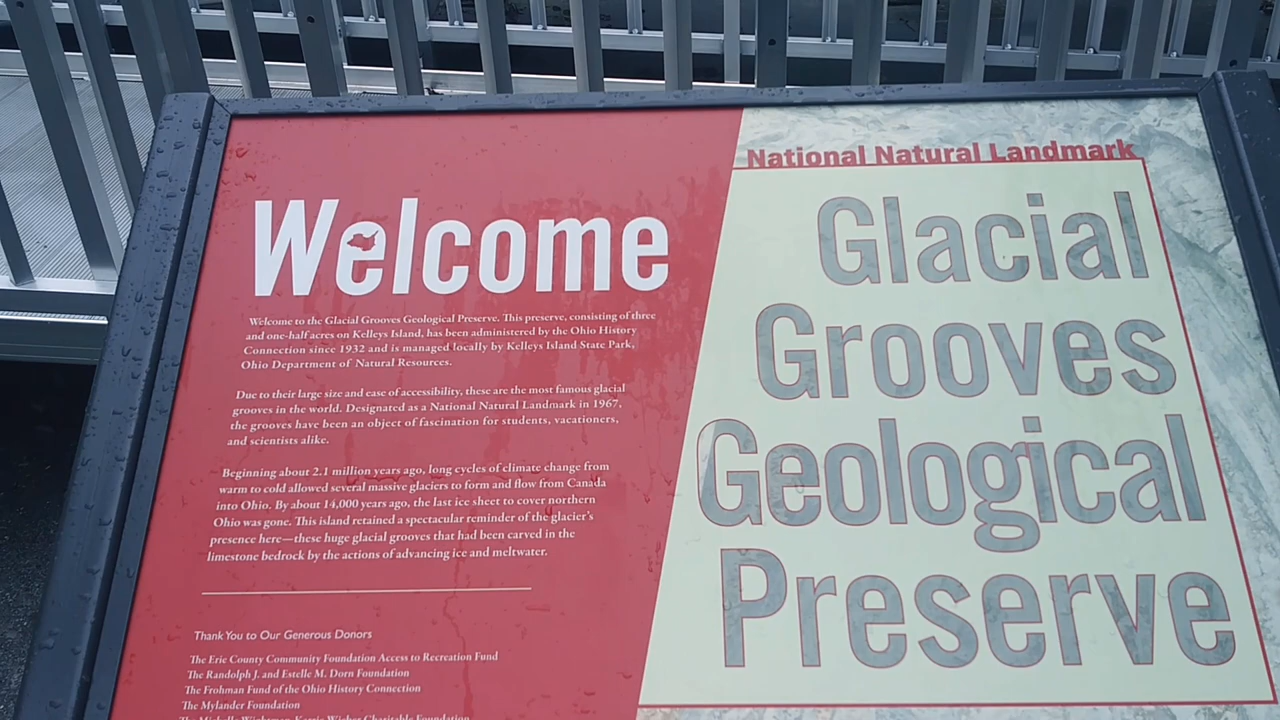 Welcome
Welcome to the Glacial Grooves Geological Preserve. This preserve, consisting of three
and one-half acres on Kelleys Island, has been administered by the Ohio History
Connection since 1932 and is managed locally by Kelleys Island State Park,
Ohio Department of Natural Resources.
Due to their large size and ease of accessibility, these are the most famous glacial
grooves in the world. Designated as a National Natural Landmark in 1967,
the grooves have been an object of fascination for students, vacationers,
and scientists alike.
Beginning about 2.1 million years ago, long cycles of climate change from
warm to cold allowed several massive glaciers to form and flow from Canada
into Ohio. By about 14,000 years ago, the last ice sheet to cover northern
Ohio was gone. This island retained a spectacular reminder of the glacier's
presence here—these huge glacial grooves that had been carved in the
limestone bedrock by the actions of advancing ice and meltwater.
Thank You to Our Generous Donors
The Erie County Community Foundation Access to Recreation Fund
The Randolph J. and Estelle M. Dorn Foundation
The Frohman Fund of the Ohio History Connection
The Mylander Foundation
Charitable Foundation
National Natural Landmark
Glacial
Grooves
Geological
Preserve